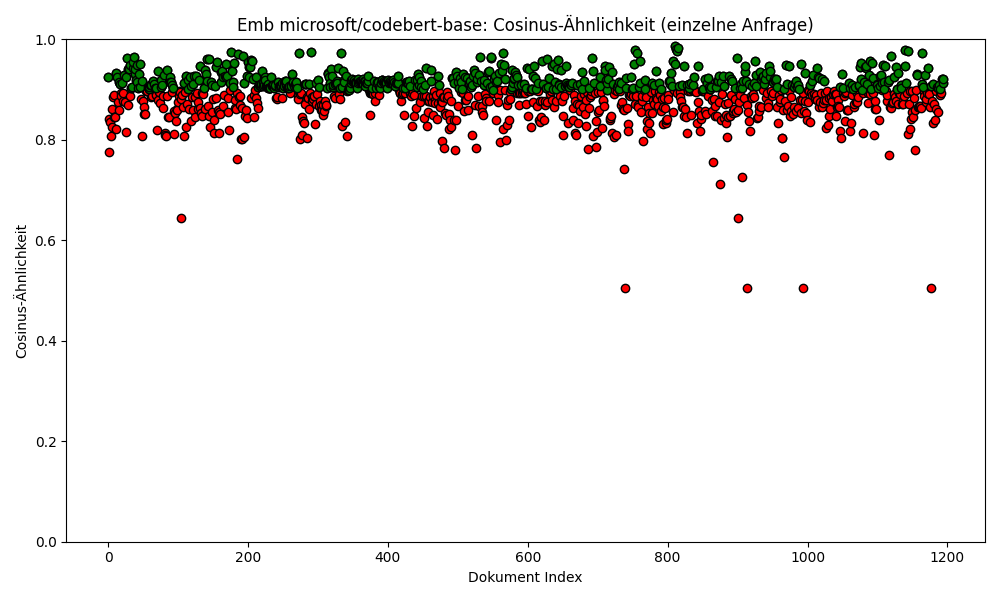 Emb microsoft/codebert-base: Cosinus-Ähnlichkeit (einzelne Anfrage)
1.0
0.8
0.6
0.4
0.2
0.0
Cosinus-Ähnlichkeit
0 200 400 600 800 1000 1200
Dokument Index